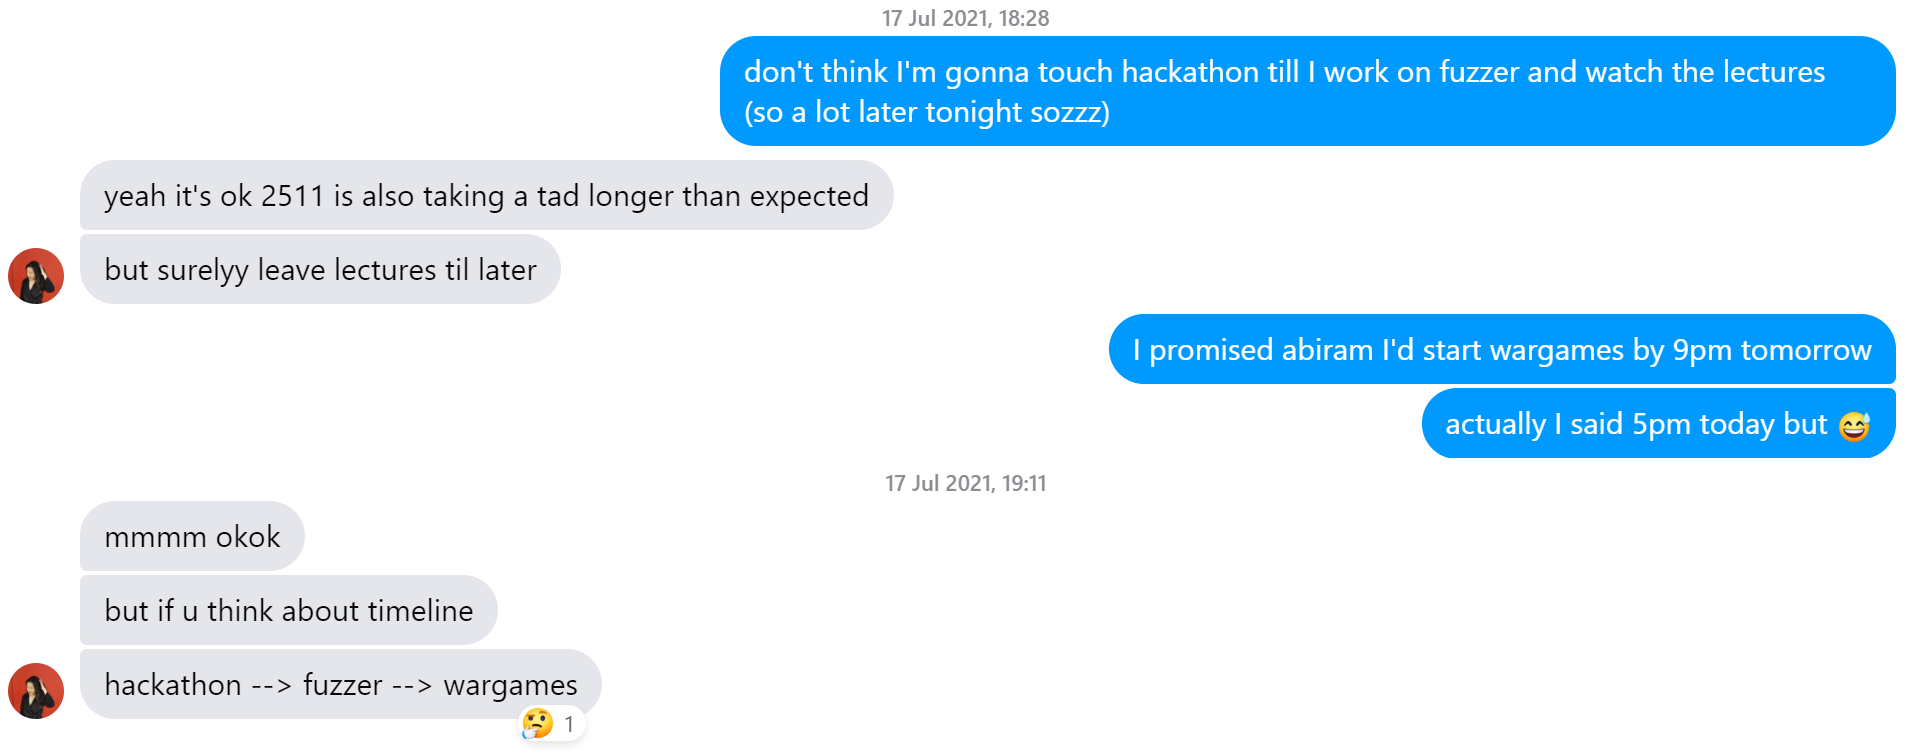 17 Jul 2021, 18:28
don't think I'm gonna touch hackathon till I work on fuzzer and watch the lectures
(so a lot later tonight sozzz)
yeah it's ok 2511 is also taking a tad longer than expected
but surelyy leave lectures til later
I promised abiram I'd start wargames by 9pm tomorrow
actually I said 5pm today but 😅
17 Jul 2021, 19:11
mmmm okok
but if u think about timeline
hackathon --> fuzzer --> wargames
🤔 1